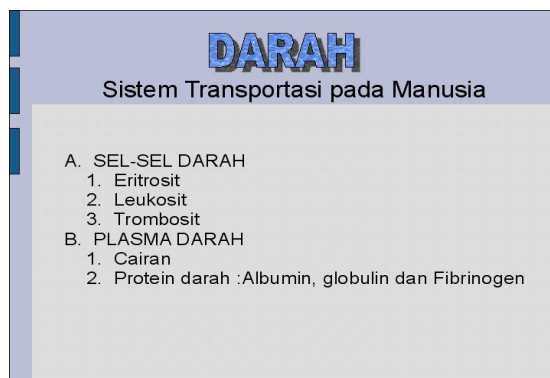 DARAH
Sistem Transportasi pada Manusia
A. SEL-SEL DARAH
1. Eritrosit
2. Leukosit
3. Trombosit
B. PLASMA DARAH
1. Cairan
2. Protein darah :Albumin, globulin dan Fibrinogen